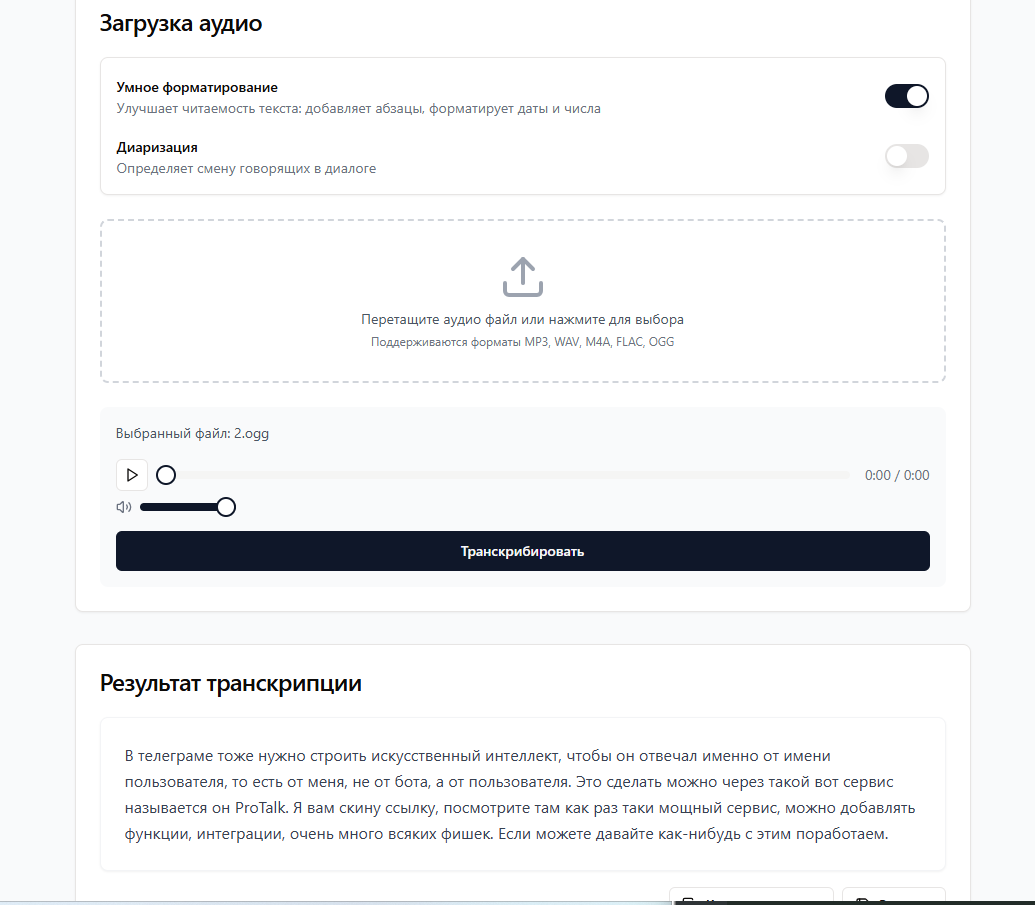 Загрузка аудио
Умное форматирование
Улучшает читаемость текста: добавляет абзацы, форматирует даты и числа
Диаризация
Определяет смену говорящих в диалоге
Перетащите аудио файл или нажмите для выбора
Поддерживаются форматы MP3, WAV, M4A, FLAC, OGG
Выбранный файл: 2.ogg
0:00 / 0:00
Транскрибировать
Результат транскрипции
В телеграме тоже нужно строить искусственный интеллект, чтобы он отвечал именно от имени
пользователя, то есть от меня, не от бота, а от пользователя. Это сделать можно через такой вот сервис
называется он ProTalk. Я вам скину ссылку, посмотрите там как раз таки мощный сервис, можно добавлять
функции, интеграции, очень много всяких фишек. Если можете давайте как-нибудь с этим поработаем.